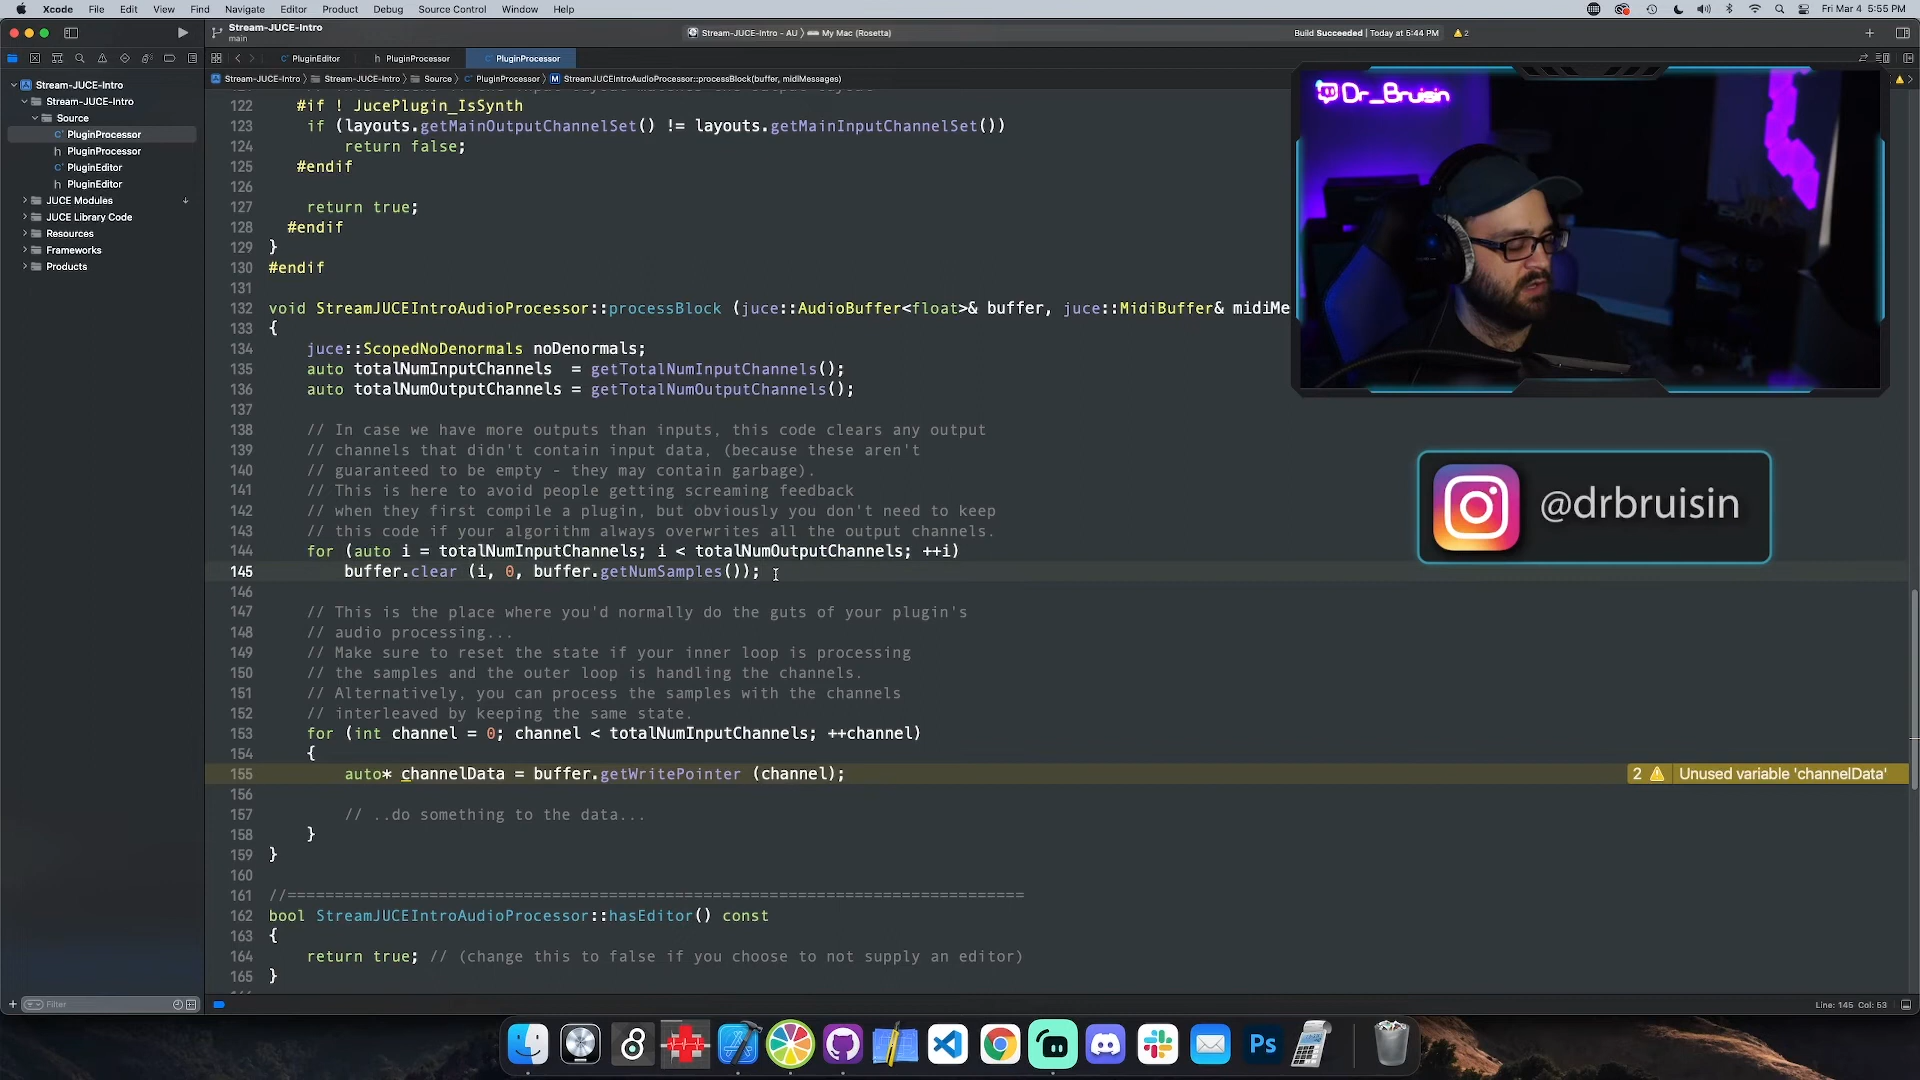 Xcode File Edit View Find Navigate Editor Product Debug Source Control Window Help Fri Mar 4 5:55 PM
Stream-JUCE-Intro
main
Stream-JUCE-Intro - AU My Mac (Rosetta) Build Succeeded | Today at 5:44 PM 2
PluginEditor PluginProcessor PluginProcessor
Stream-JUCE-Intro Stream-JUCE-Intro Source PluginProcessor StreamJUCEIntroAudioProcessor::processBlock(buffer, midiMessages)
Stream-JUCE-Intro
Stream-JUCE-Intro
Source
PluginProcessor
PluginProcessor
PluginEditor
PluginEditor
JUCE Modules
JUCE Library Code
Resources
Frameworks
Products
Filter
122 #if ! JucePlugin_IsSynth
123 if (layouts.getMainOutputChannelSet() != layouts.getMainInputChannelSet())
124 return false;
125 #endif
126
127 return true;
128 #endif
129 }
130 #endif
131
132 void StreamJUCEIntroAudioProcessor::processBlock (juce::AudioBuffer<float>& buffer, juce::MidiBuffer& midiMe
133 {
134 juce::ScopedNoDenormals noDenormals;
135 auto totalNumInputChannels = getTotalNumInputChannels();
136 auto totalNumOutputChannels = getTotalNumOutputChannels();
137
138 // In case we have more outputs than inputs, this code clears any output
139 // channels that didn't contain input data, (because these aren't
140 // guaranteed to be empty - they may contain garbage).
141 // This is here to avoid people getting screaming feedback
142 // when they first compile a plugin, but obviously you don't need to keep
143 // this code if your algorithm always overwrites all the output channels.
144 for (auto i = totalNumInputChannels; i < totalNumOutputChannels; ++i)
145 buffer.clear (i, 0, buffer.getNumSamples());
146
147 // This is the place where you'd normally do the guts of your plugin's
148 // audio processing...
149 // Make sure to reset the state if your inner loop is processing
150 // the samples and the outer loop is handling the channels.
151 // Alternatively, you can process the samples with the channels
152 // interleaved by keeping the same state.
153 for (int channel = 0; channel < totalNumInputChannels; ++channel)
154 {
155 auto* channelData = buffer.getWritePointer (channel); 2 Unused variable 'channelData'
156
157 // ..do something to the data...
158 }
159 }
160
161 //==============================================================================
162 bool StreamJUCEIntroAudioProcessor::hasEditor() const
163 {
164 return true; // (change this to false if you choose to not supply an editor)
165 }
Line: 145 Col: 53
Dr_Bruisin
@drbruisin
Ps